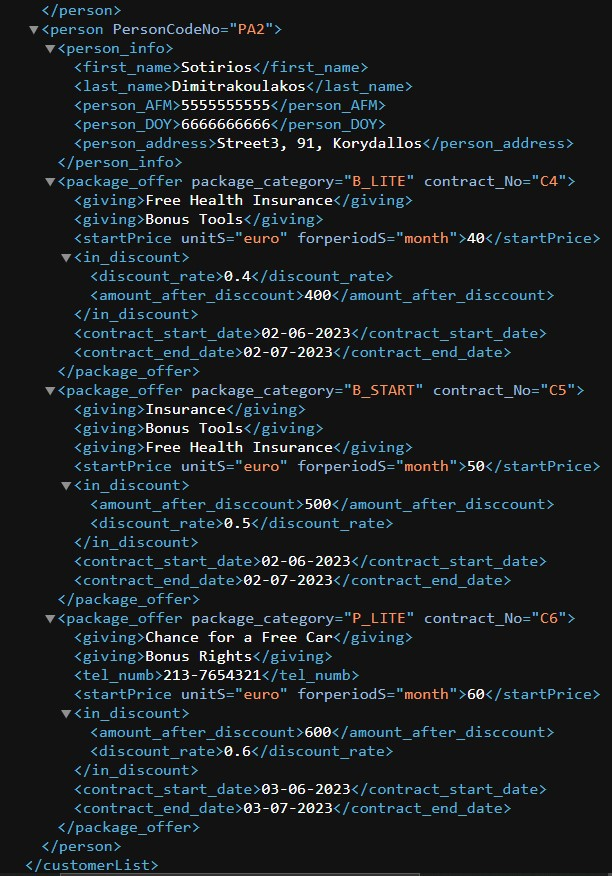 </person>
▼<person PersonCodeNo="PA2">
▼<person_info>
<first_name>Sotirios</first_name>
<last_name>Dimitrakoulakos</last_name>
<person_AFM>5555555555</person_AFM>
<person_DOY>6666666666</person_DOY>
<person_address>Street3, 91, Korydallos</person_address>
</person_info>
▼<package_offer package_category="B_LITE" contract_No="C4">
<giving>Free Health Insurance</giving>
<giving>Bonus Tools</giving>
<startPrice unitS="euro" forperiodS="month">40</startPrice>
▼<in_discount>
<discount_rate>0.4</discount_rate>
<amount_after_disccount>400</amount_after_disccount>
</in_discount>
<contract_start_date>02-06-2023</contract_start_date>
<contract_end_date>02-07-2023</contract_end_date>
</package_offer>
▼<package_offer package_category="B_START" contract_No="C5">
<giving>Insurance</giving>
<giving>Bonus Tools</giving>
<giving>Free Health Insurance</giving>
<startPrice unitS="euro" forperiodS="month">50</startPrice>
▼<in_discount>
<amount_after_disccount>500</amount_after_disccount>
<discount_rate>0.5</discount_rate>
</in_discount>
<contract_start_date>02-06-2023</contract_start_date>
<contract_end_date>02-07-2023</contract_end_date>
</package_offer>
▼<package_offer package_category="P_LITE" contract_No="C6">
<giving>Chance for a Free Car</giving>
<giving>Bonus Rights</giving>
<tel_numb>213-7654321</tel_numb>
<startPrice unitS="euro" forperiodS="month">60</startPrice>
▼<in_discount>
<amount_after_disccount>600</amount_after_disccount>
<discount_rate>0.6</discount_rate>
</in_discount>
<contract_start_date>03-06-2023</contract_start_date>
<contract_end_date>03-07-2023</contract_end_date>
</package_offer>
</person>
</customerList>